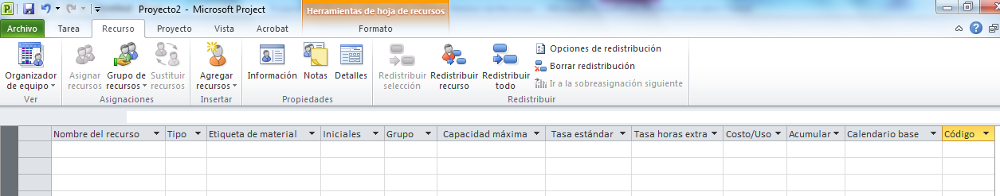 Proyecto2 - Microsoft Project
Herramientas de hoja de recursos
Archivo Tarea Recurso Proyecto Vista Acrobat Formato
Organizador de equipo
Asignar recursos
Grupo de recursos
Sustituir recursos
Agregar recursos
Información
Notas
Detalles
Redistribuir selección
Redistribuir recurso
Redistribuir todo
Opciones de redistribución
Borrar redistribución
Ir a la sobreasignación siguiente
Ver Asignaciones Insertar Propiedades Redistribuir
Nombre del recurso Tipo Etiqueta de material Iniciales Grupo Capacidad máxima Tasa estándar Tasa horas extra Costo/Uso Acumular Calendario base Código